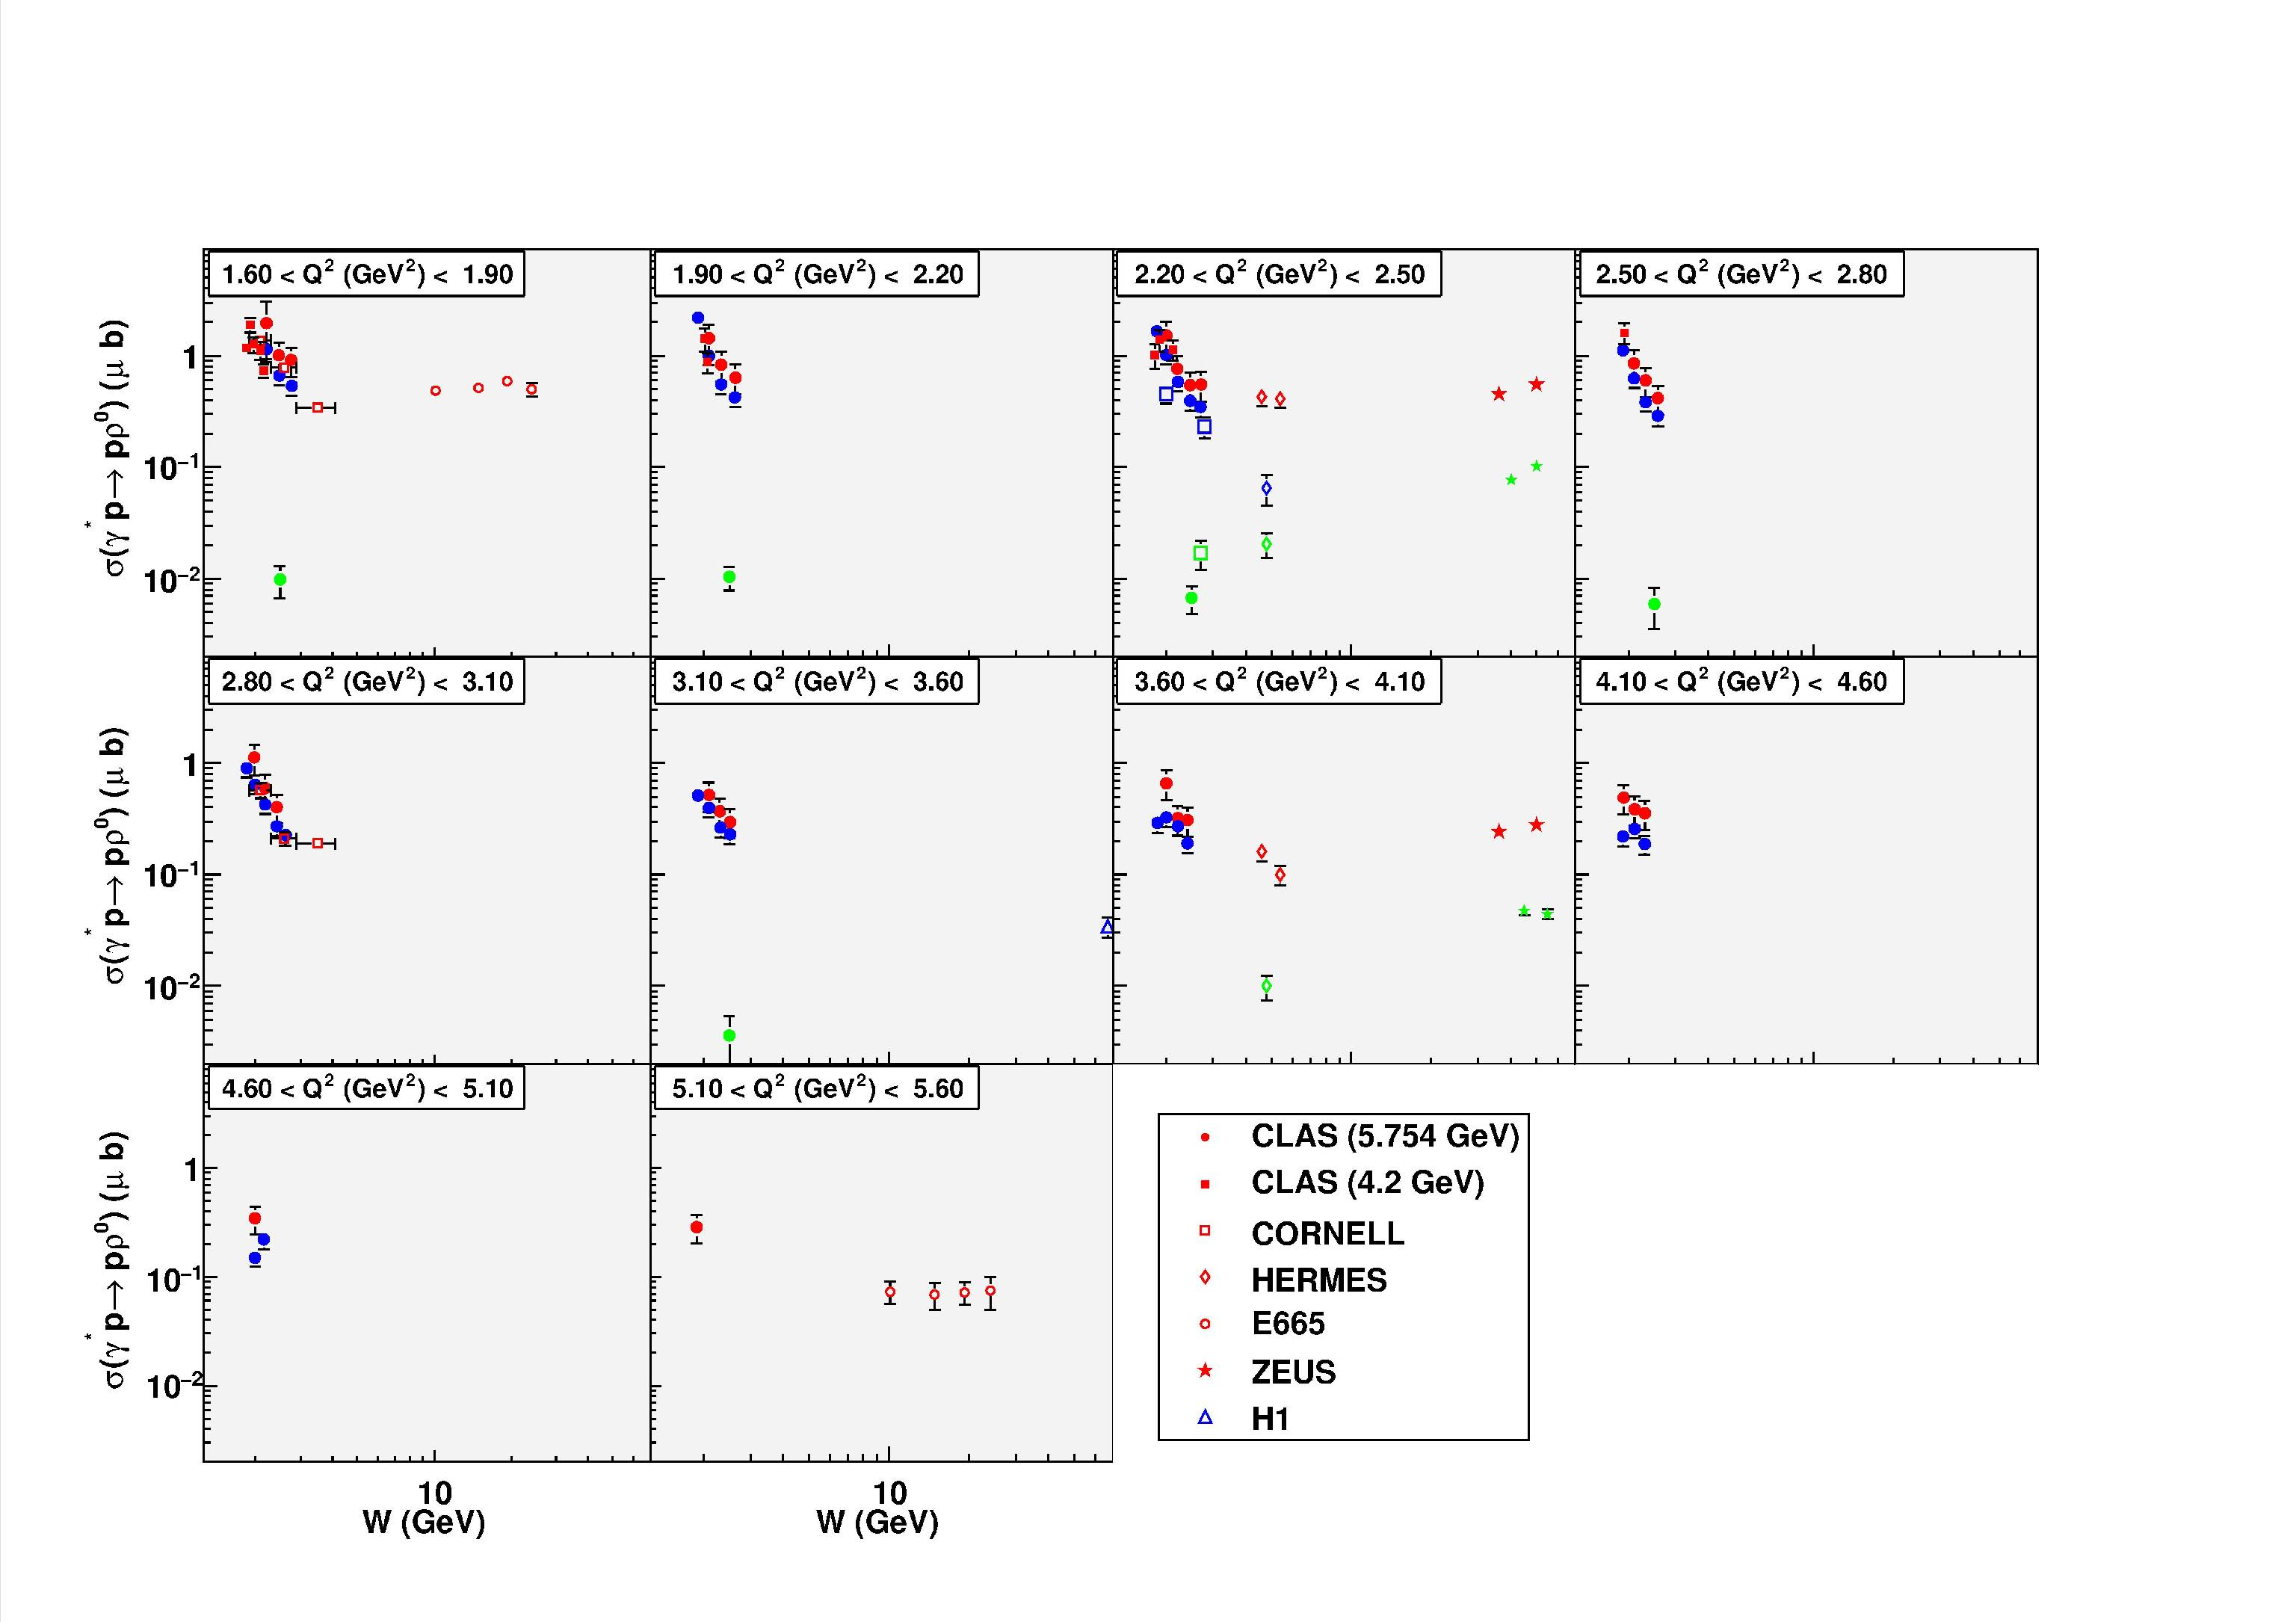 1.60 < Q² (GeV²) < 1.90
1.90 < Q² (GeV²) < 2.20
2.20 < Q² (GeV²) < 2.50
2.50 < Q² (GeV²) < 2.80
σ(γ* p→ pρ⁰) (μ b)
1
10⁻¹
10⁻²
2.80 < Q² (GeV²) < 3.10
3.10 < Q² (GeV²) < 3.60
3.60 < Q² (GeV²) < 4.10
4.10 < Q² (GeV²) < 4.60
σ(γ* p→ pρ⁰) (μ b)
1
10⁻¹
10⁻²
4.60 < Q² (GeV²) < 5.10
5.10 < Q² (GeV²) < 5.60
σ(γ* p→ pρ⁰) (μ b)
1
10⁻¹
10⁻²
10
W (GeV)
10
W (GeV)
CLAS (5.754 GeV)
CLAS (4.2 GeV)
CORNELL
HERMES
E665
ZEUS
H1